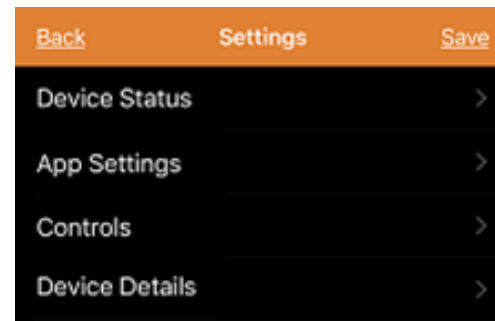 Back Settings Save
Device Status
App Settings
Controls
Device Details